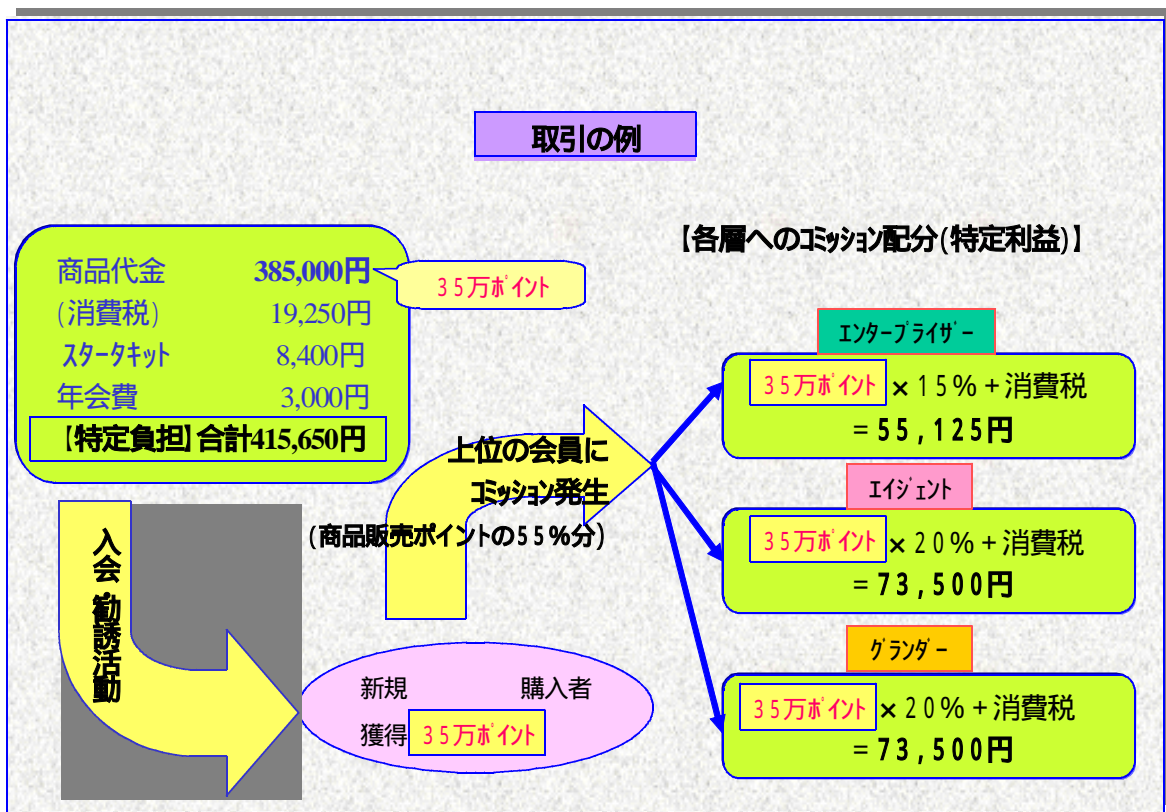 取引の例
商品代金 385,000円
(消費税) 19,250円
ｽﾀｰﾀｷｯﾄ 8,400円
年会費 3,000円
【特定負担】合計415,650円
３５万ﾎﾟｲﾝﾄ
入会・勧誘活動
上位の会員に
ｺﾐｯｼｮﾝ発生
(商品販売ポイントの５５％分)
新規 購入者
獲得 ３５万ﾎﾟｲﾝﾄ
【各層へのｺﾐｯｼｮﾝ配分(特定利益)】
ｴﾝﾀｰﾌﾟﾗｲｻﾞｰ
３５万ﾎﾟｲﾝﾄ×１５％＋消費税
＝５５,１２５円
ｴｲｼﾞｪﾝﾄ
３５万ﾎﾟｲﾝﾄ×２０％＋消費税
＝７３,５００円
ｸﾞﾗﾝﾀﾞｰ
３５万ﾎﾟｲﾝﾄ×２０％＋消費税
＝７３,５００円